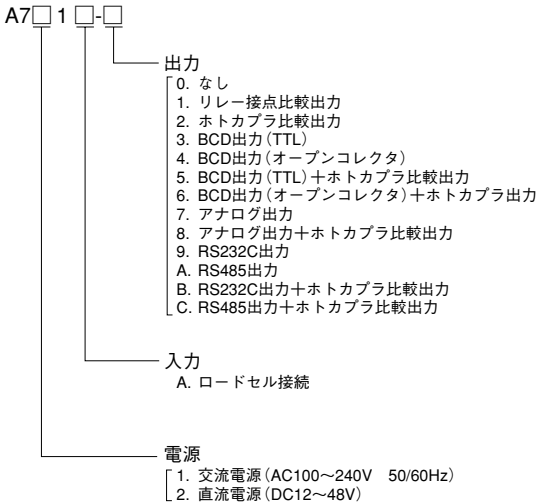 A7□1□-□
出力
0. なし
1. リレー接点比較出力
2. ホトカプラ比較出力
3. BCD出力(TTL)
4. BCD出力(オープンコレクタ)
5. BCD出力(TTL)+ホトカプラ比較出力
6. BCD出力(オープンコレクタ)+ホトカプラ出力
7. アナログ出力
8. アナログ出力+ホトカプラ比較出力
9. RS232C出力
A. RS485出力
B. RS232C出力+ホトカプラ比較出力
C. RS485出力+ホトカプラ比較出力
入力
A. ロードセル接続
電源
1. 交流電源(AC100〜240V 50/60Hz)
2. 直流電源(DC12〜48V)